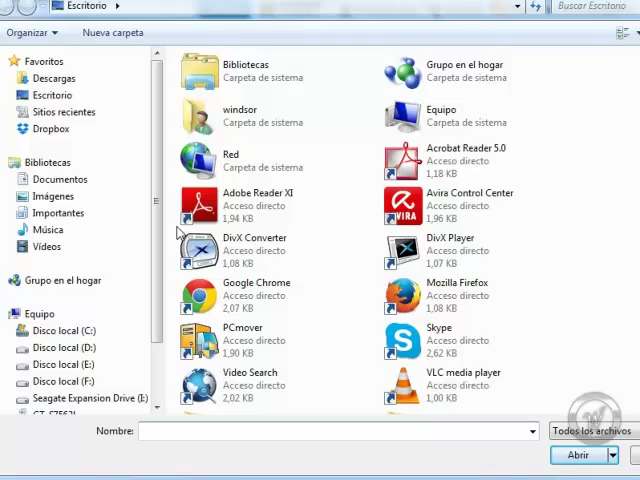 Escritorio
Buscar Escritorio
Organizar
Nueva carpeta
Favoritos
Descargas
Escritorio
Sitios recientes
Dropbox
Bibliotecas
Documentos
Imágenes
Importantes
Música
Vídeos
Grupo en el hogar
Equipo
Disco local (C:)
Disco local (D:)
Disco local (E:)
Disco local (F:)
Seagate Expansion Drive (I:)
Bibliotecas
Carpeta de sistema
Grupo en el hogar
Carpeta de sistema
windsor
Carpeta de sistema
Equipo
Carpeta de sistema
Red
Carpeta de sistema
Acrobat Reader 5.0
Acceso directo
1,18 KB
Adobe Reader XI
Acceso directo
1,94 KB
Avira Control Center
Acceso directo
1,96 KB
DivX Converter
Acceso directo
1,08 KB
DivX Player
Acceso directo
1,07 KB
Google Chrome
Acceso directo
2,07 KB
Mozilla Firefox
Acceso directo
1,08 KB
PCmover
Acceso directo
1,90 KB
Skype
Acceso directo
2,62 KB
Video Search
Acceso directo
2,02 KB
VLC media player
Acceso directo
1,00 KB
Nombre:
Todos los archivos
Abrir